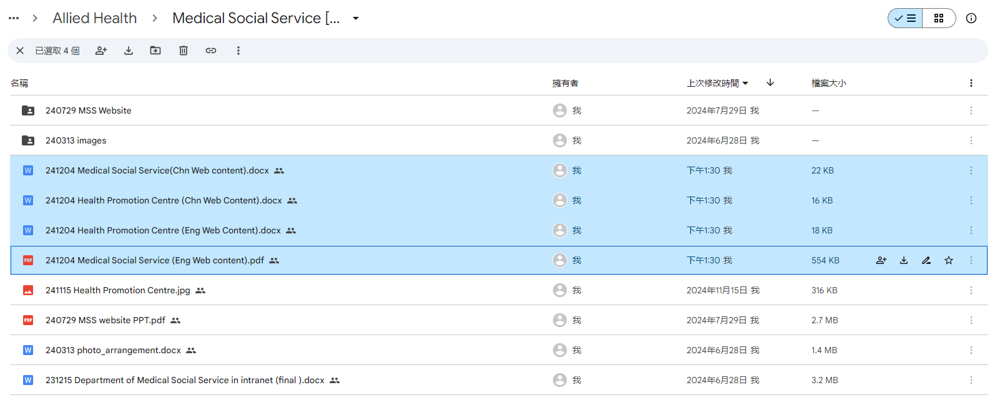 Allied Health > Medical Social Service [...
已選取 4 個
名稱 擁有者 上次修改時間 檔案大小
240729 MSS Website 我 2024年7月29日 我 —
240313 images 我 2024年6月28日 我 —
241204 Medical Social Service(Chn Web content).docx 我 下午1:30 我 22 KB
241204 Health Promotion Centre (Chn Web Content).docx 我 下午1:30 我 16 KB
241204 Health Promotion Centre (Eng Web Content).docx 我 下午1:30 我 18 KB
241204 Medical Social Service (Eng Web content).pdf 我 下午1:30 我 554 KB
241115 Health Promotion Centre.jpg 我 2024年11月15日 我 316 KB
240729 MSS website PPT.pdf 我 2024年7月29日 我 2.7 MB
240313 photo_arrangement.docx 我 2024年6月28日 我 1.4 MB
231215 Department of Medical Social Service in intranet (final ).docx 我 2024年6月28日 我 3.2 MB